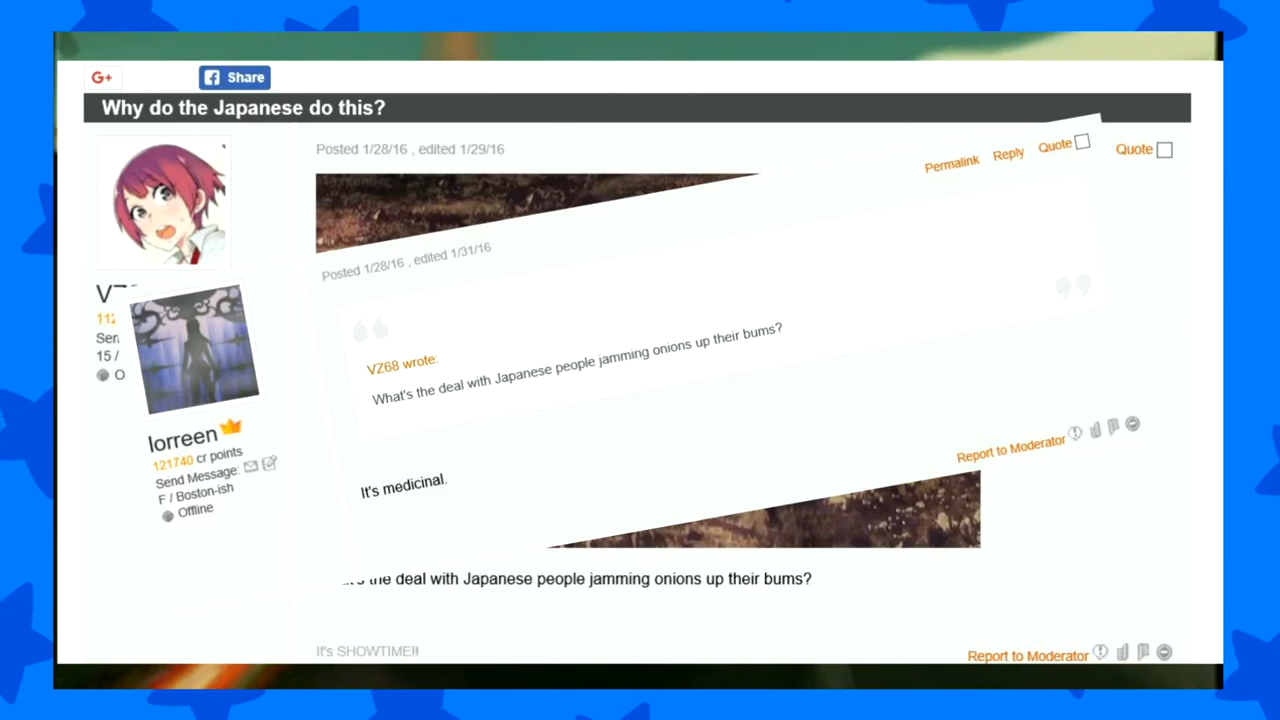 G+
Share
Why do the Japanese do this?
Posted 1/28/16 , edited 1/29/16
Quote
Permalink Reply Quote
Posted 1/28/16 , edited 1/31/16
VZ68 wrote:
What's the deal with Japanese people jamming onions up their bums?
lorreen
121740 cr points
Send Message:
F / Boston-ish
Offline
15 /
It's medicinal.
Report to Moderator
the deal with Japanese people jamming onions up their bums?
It's SHOWTIME!!
Report to Moderator